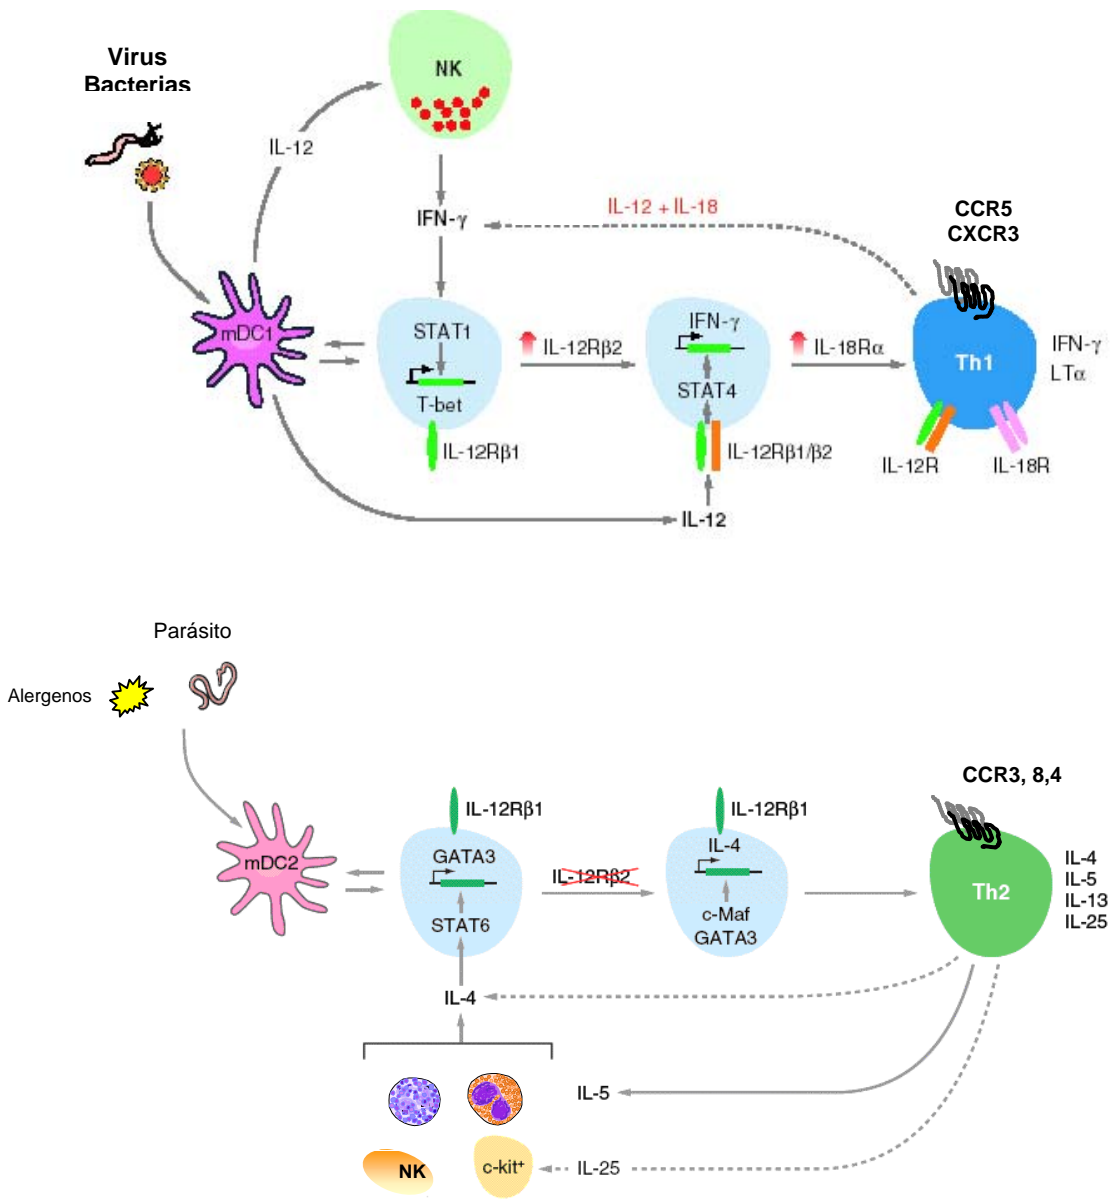 Virus
Bacterias
NK
IL-12
IFN-γ
IL-12 + IL-18
CCR5
CXCR3
mDC1
STAT1
T-bet
IL-12Rβ1
IL-12Rβ2
IFN-γ
STAT4
IL-12Rβ1/β2
IL-12
IL-18Rα
Th1
IFN-γ
LTα
IL-12R
IL-18R
Parásito
Alergenos
mDC2
IL-12Rβ1
GATA3
STAT6
IL-12Rβ2
IL-12Rβ1
IL-4
c-Maf
GATA3
CCR3, 8,4
Th2
IL-4
IL-5
IL-13
IL-25
IL-4
IL-5
NK
c-kit+
IL-25